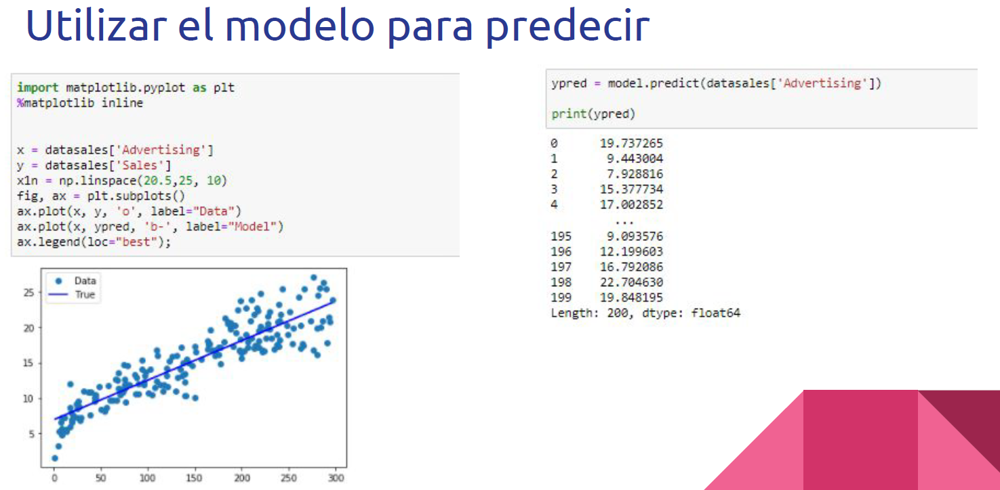 Utilizar el modelo para predecir
import matplotlib.pyplot as plt
%matplotlib inline
x = datasales['Advertising']
y = datasales['Sales']
x1n = np.linspace(20.5,25, 10)
fig, ax = plt.subplots()
ax.plot(x, y, 'o', label="Data")
ax.plot(x, ypred, 'b-', label="Model")
ax.legend(loc="best");
Data
True
25
20
15
10
5
0 50 100 150 200 250 300
ypred = model.predict(datasales['Advertising'])
print(ypred)
0 19.737265
1 9.443004
2 7.928816
3 15.377734
4 17.002852
...
195 9.093576
196 12.199603
197 16.792086
198 22.704630
199 19.848195
Length: 200, dtype: float64